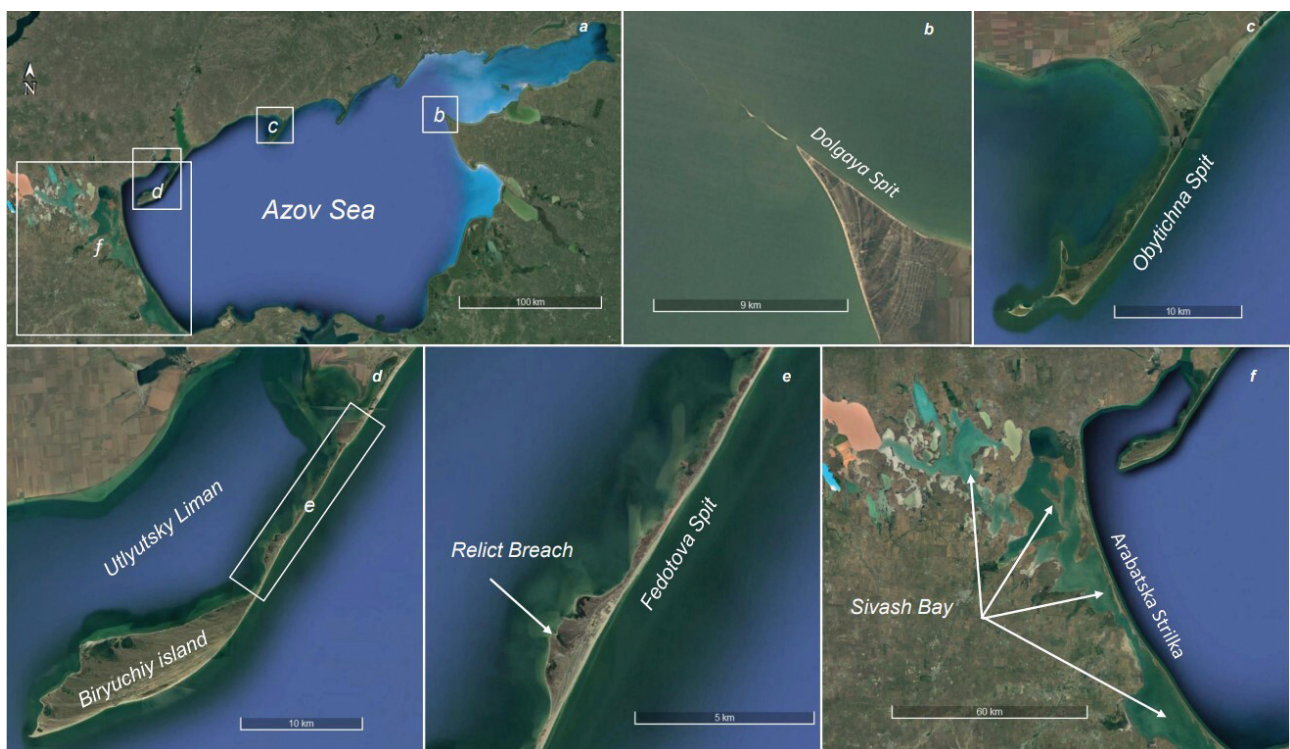 a
N
c
b
d
f
Azov Sea
100 km
b
Dolgaya Spit
9 km
c
Obytichna Spit
10 km
d
e
Utlyutsky Liman
Biryuchiy island
10 km
e
Relict Breach
Fedotova Spit
5 km
f
Sivash Bay
Arabatska Strilka
60 km